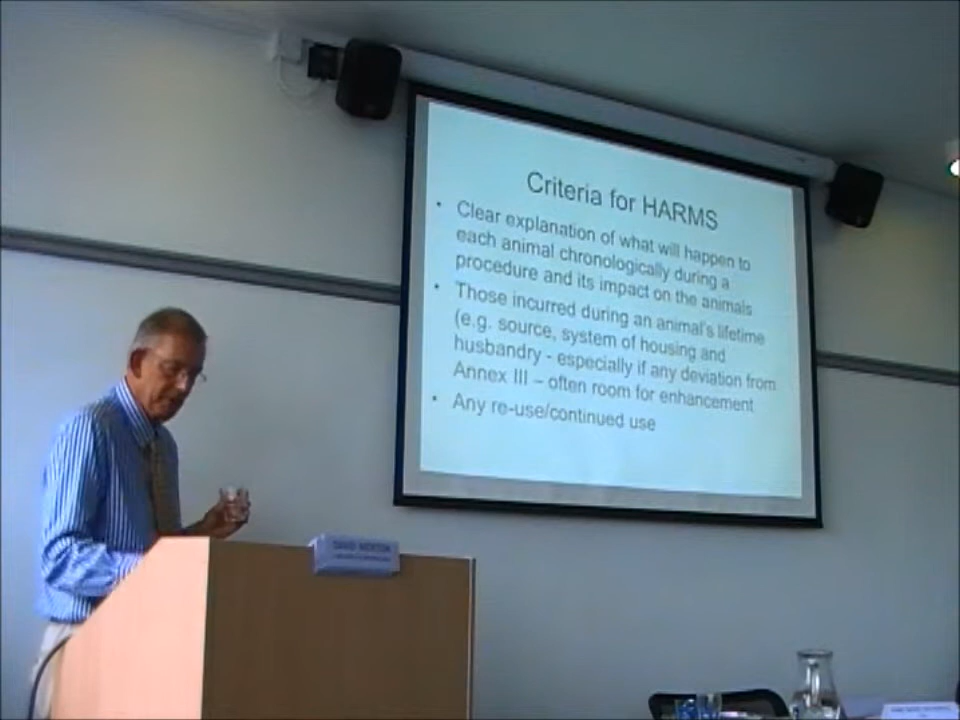 Criteria for HARMS
• Clear explanation of what will happen to
each animal chronologically during a
procedure and its impact on the animals
• Those incurred during an animal's lifetime
(e.g. source, system of housing and
husbandry - especially if any deviation from
Annex III – often room for enhancement
• Any re-use/continued use